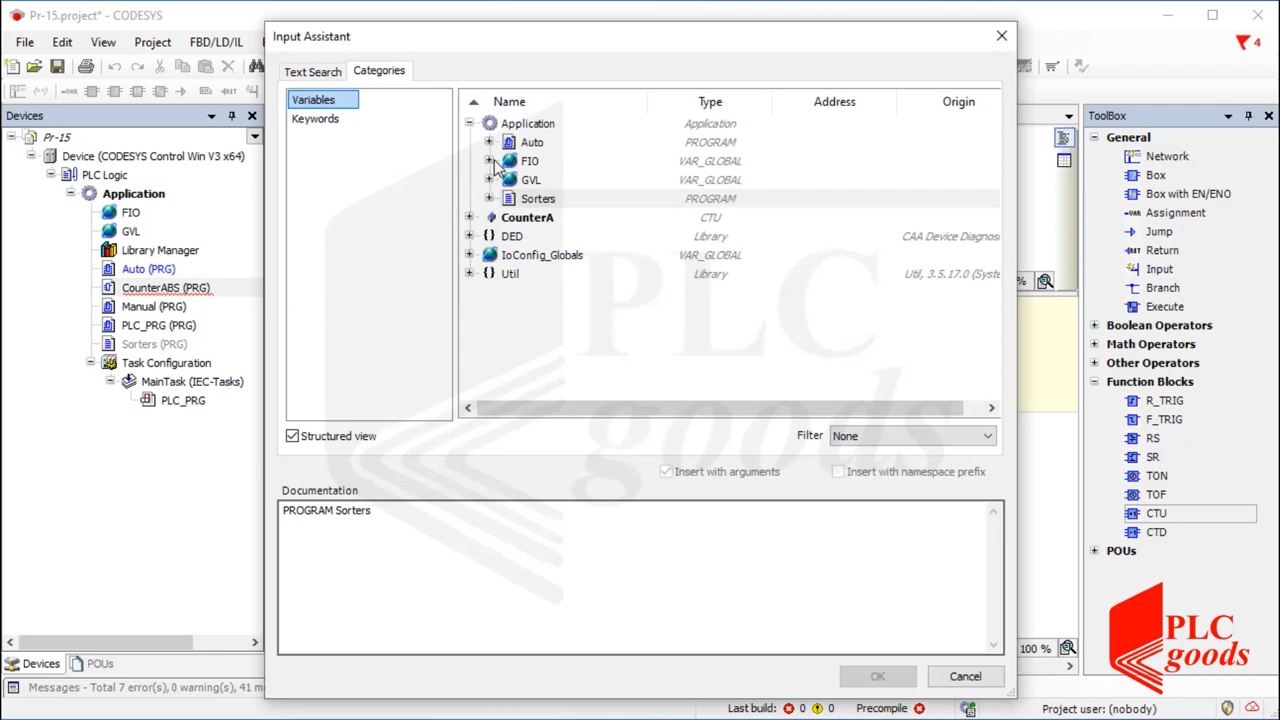 Pr-15.project* - CODESYS
File Edit View Project FBD/LD/IL
4
Devices
Pr-15
Device (CODESYS Control Win V3 x64)
PLC Logic
Application
FIO
GVL
Library Manager
Auto (PRG)
CounterABS (PRG)
Manual (PRG)
PLC_PRG (PRG)
Sorters (PRG)
Task Configuration
MainTask (IEC-Tasks)
PLC_PRG
Devices POUs
Messages - Total 7 error(s), 0 warning(s), 41 m
Input Assistant
Text Search Categories
Variables
Keywords
Name Type Address Origin
Application Application
Auto PROGRAM
FIO VAR_GLOBAL
GVL VAR_GLOBAL
Sorters PROGRAM
CounterA CTU
DED Library CAA Device Diagnos
IoConfig_Globals VAR_GLOBAL
Util Library Util, 3.5.17.0 (Syste
Structured view
Filter None
Insert with arguments Insert with namespace prefix
Documentation
PROGRAM Sorters
OK Cancel
PLC
goods
%
100 %
ToolBox
General
Network
Box
Box with EN/ENO
Assignment
Jump
Return
Input
Branch
Execute
Boolean Operators
Math Operators
Other Operators
Function Blocks
R_TRIG
F_TRIG
RS
SR
TON
TOF
CTU
CTD
POUs
PLC
goods
Last build: 0 0 Precompile Project user: (nobody)